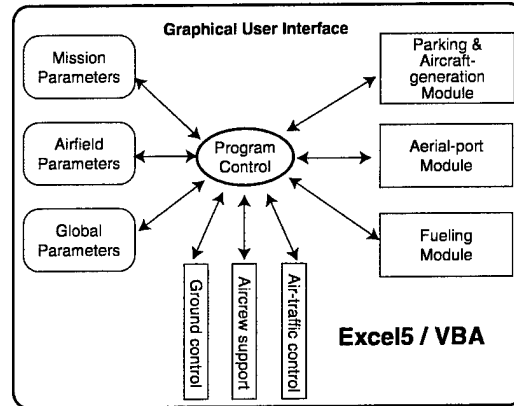 Graphical User Interface
Mission
Parameters
Airfield
Parameters
Global
Parameters
Program
Control
Parking &
Aircraft-
generation
Module
Aerial-port
Module
Fueling
Module
Ground control
Aircrew support
Air-traffic control
Excel5 / VBA